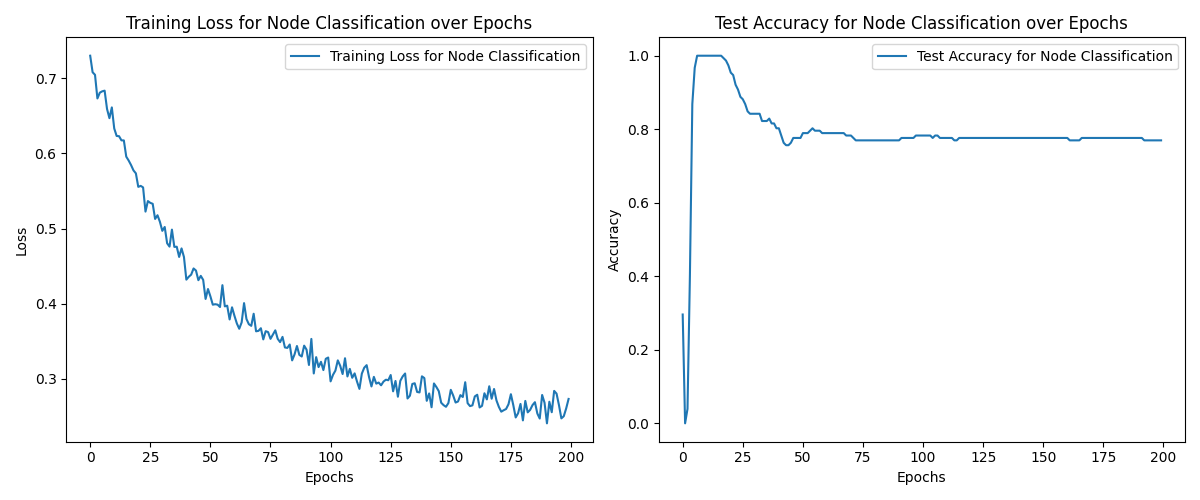 Training Loss for Node Classification over Epochs
Training Loss for Node Classification
0.7
0.6
0.5
0.4
0.3
Loss
0 25 50 75 100 125 150 175 200
Epochs
Test Accuracy for Node Classification over Epochs
Test Accuracy for Node Classification
1.0
0.8
0.6
0.4
0.2
0.0
Accuracy
0 25 50 75 100 125 150 175 200
Epochs